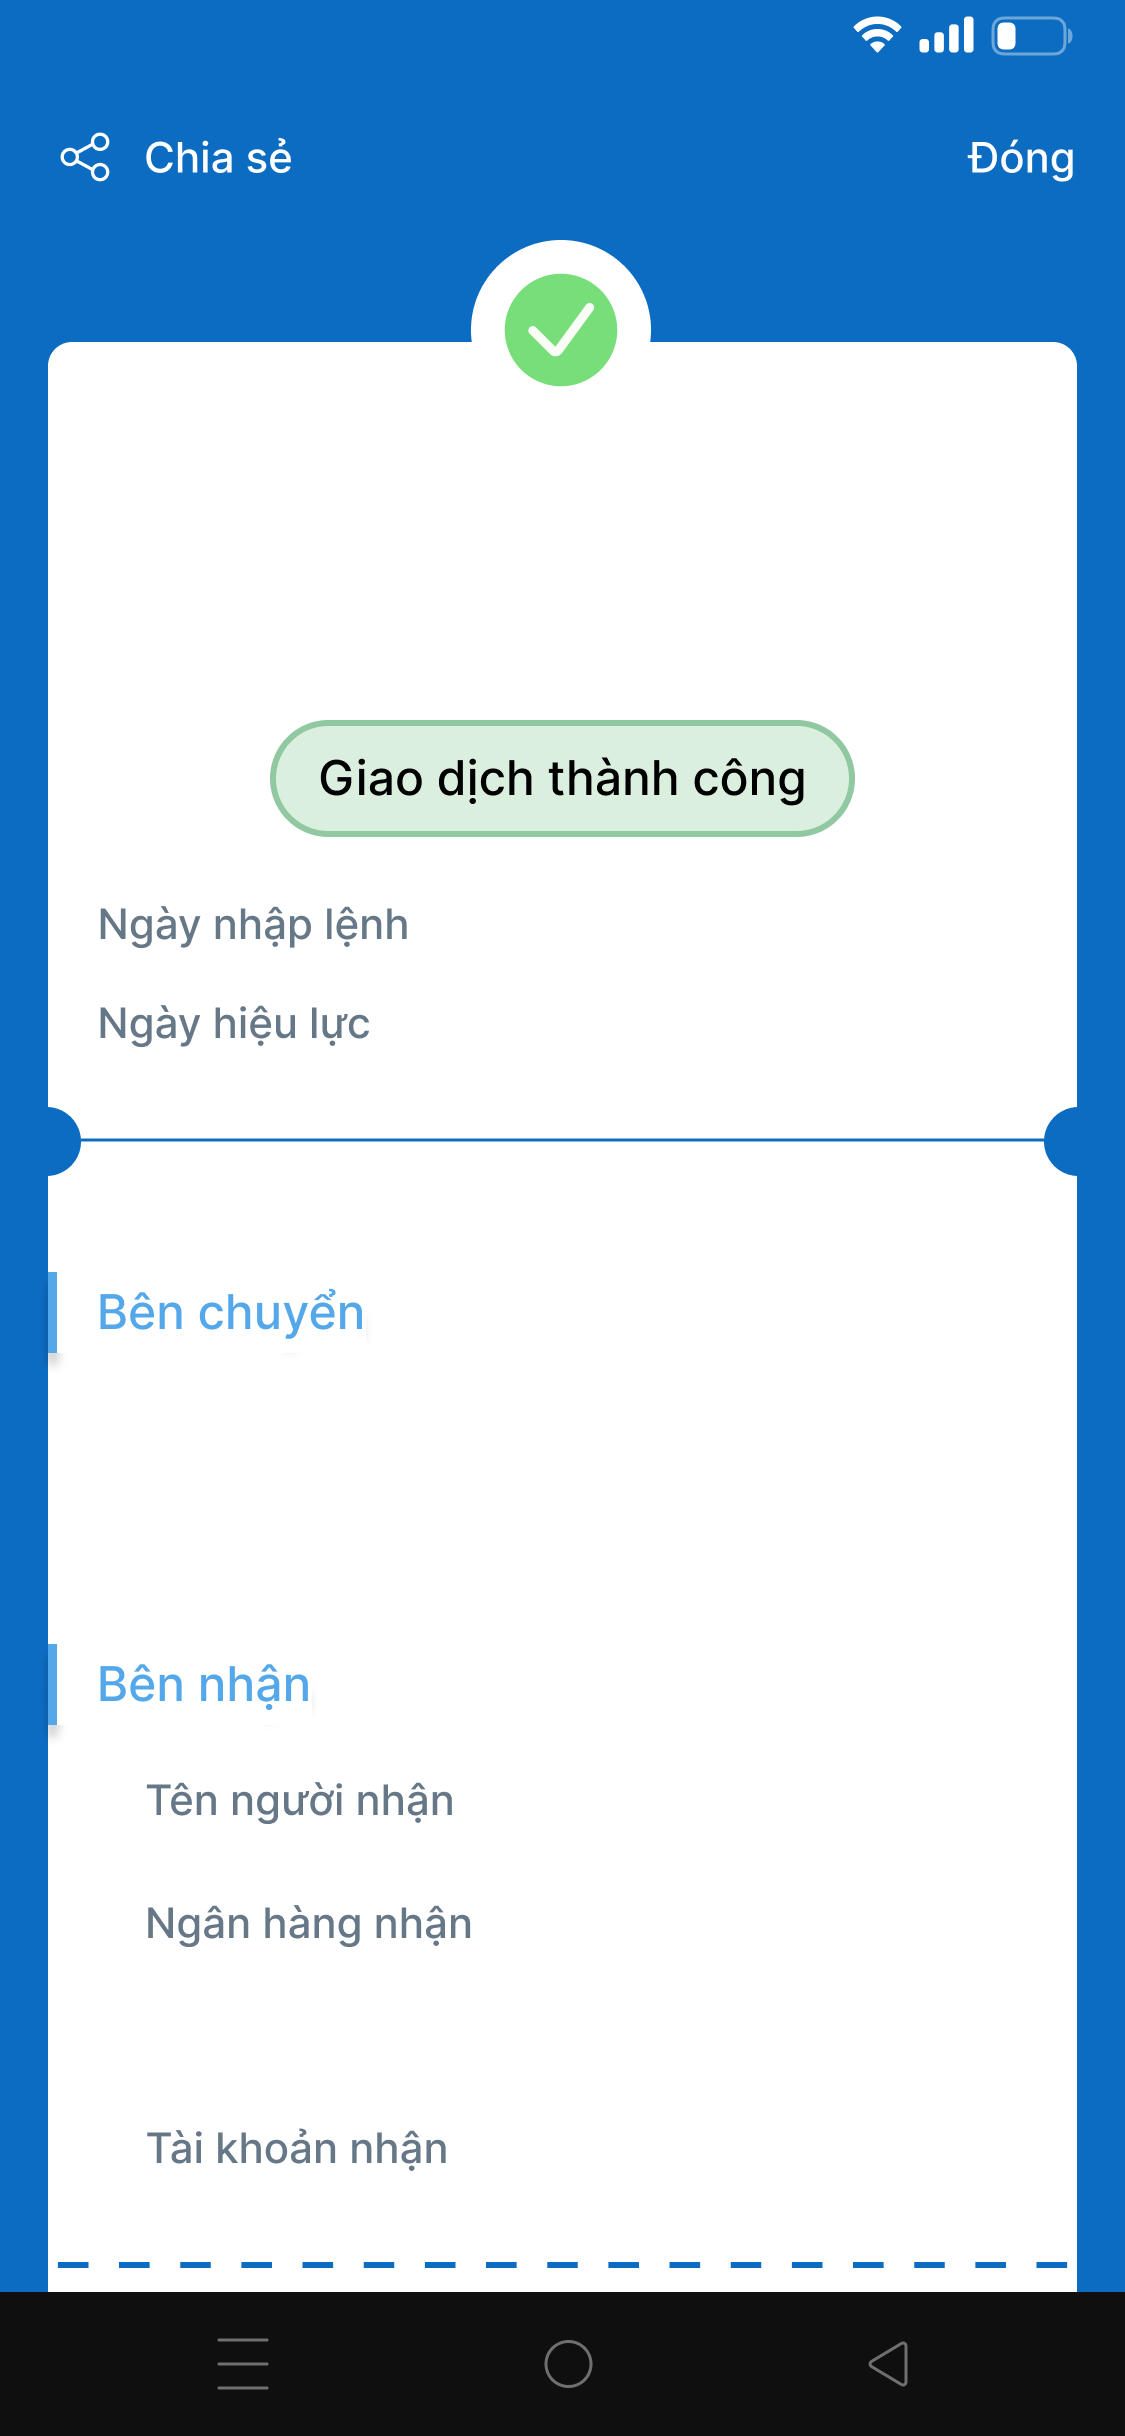 Chia sẻ
Đóng
Giao dịch thành công
Ngày nhập lệnh
Ngày hiệu lực
Bên chuyển
Bên nhận
Tên người nhận
Ngân hàng nhận
Tài khoản nhận